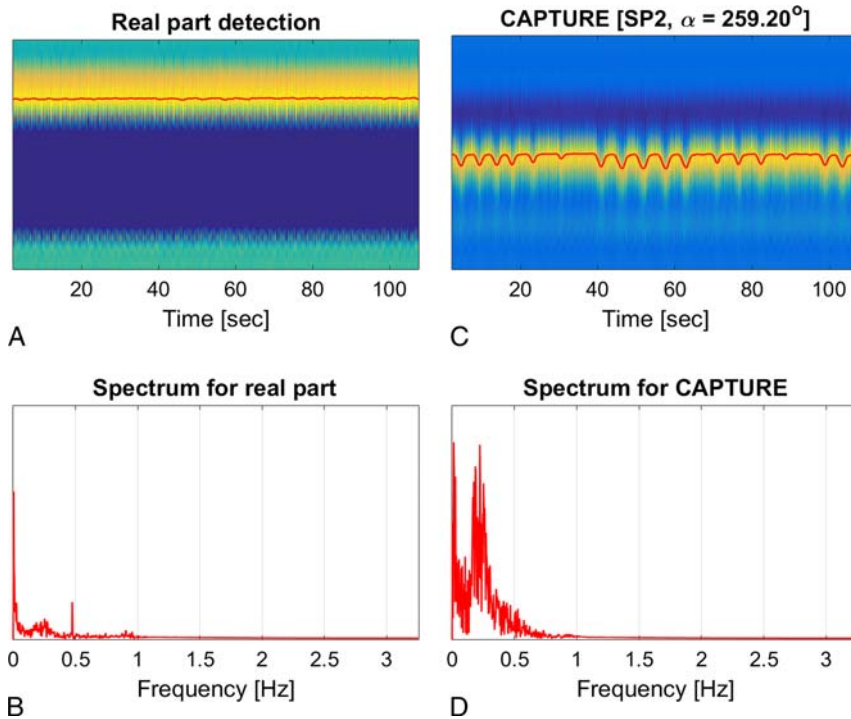 Real part detection
20 40 60 80 100
Time [sec]
A
CAPTURE [SP2, α = 259.20°]
20 40 60 80 100
Time [sec]
C
Spectrum for real part
0 0.5 1 1.5 2 2.5 3
Frequency [Hz]
B
Spectrum for CAPTURE
0 0.5 1 1.5 2 2.5 3
Frequency [Hz]
D